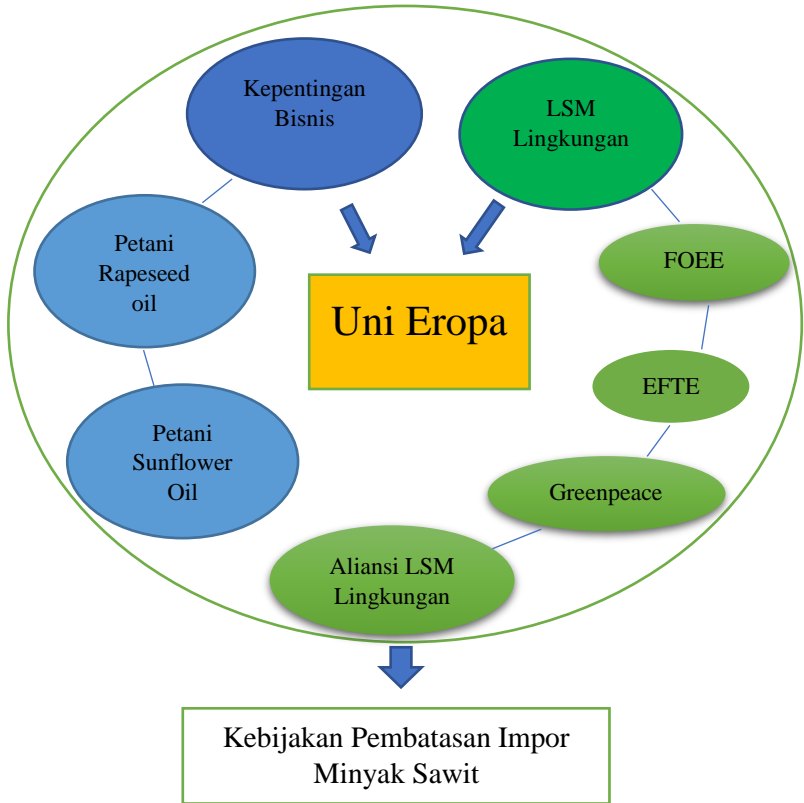 Kepentingan
Bisnis
LSM
Lingkungan
Petani
Rapeseed
oil
FOEE
Uni Eropa
EFTE
Petani
Sunflower
Oil
Greenpeace
Aliansi LSM
Lingkungan
Kebijakan Pembatasan Impor
Minyak Sawit